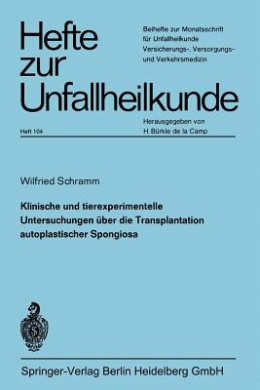 Hefte
zur
Unfallheilkunde
Beihefte zur Monatsschrift
für Unfallheilkunde
Versicherungs-, Versorgungs-
und Verkehrsmedizin
Herausgegeben von
H. Bürkle de la Camp
Heft 104
Wilfried Schramm
Klinische und tierexperimentelle
Untersuchungen über die Transplantation
autoplastischer Spongiosa
Springer-Verlag Berlin Heidelberg GmbH